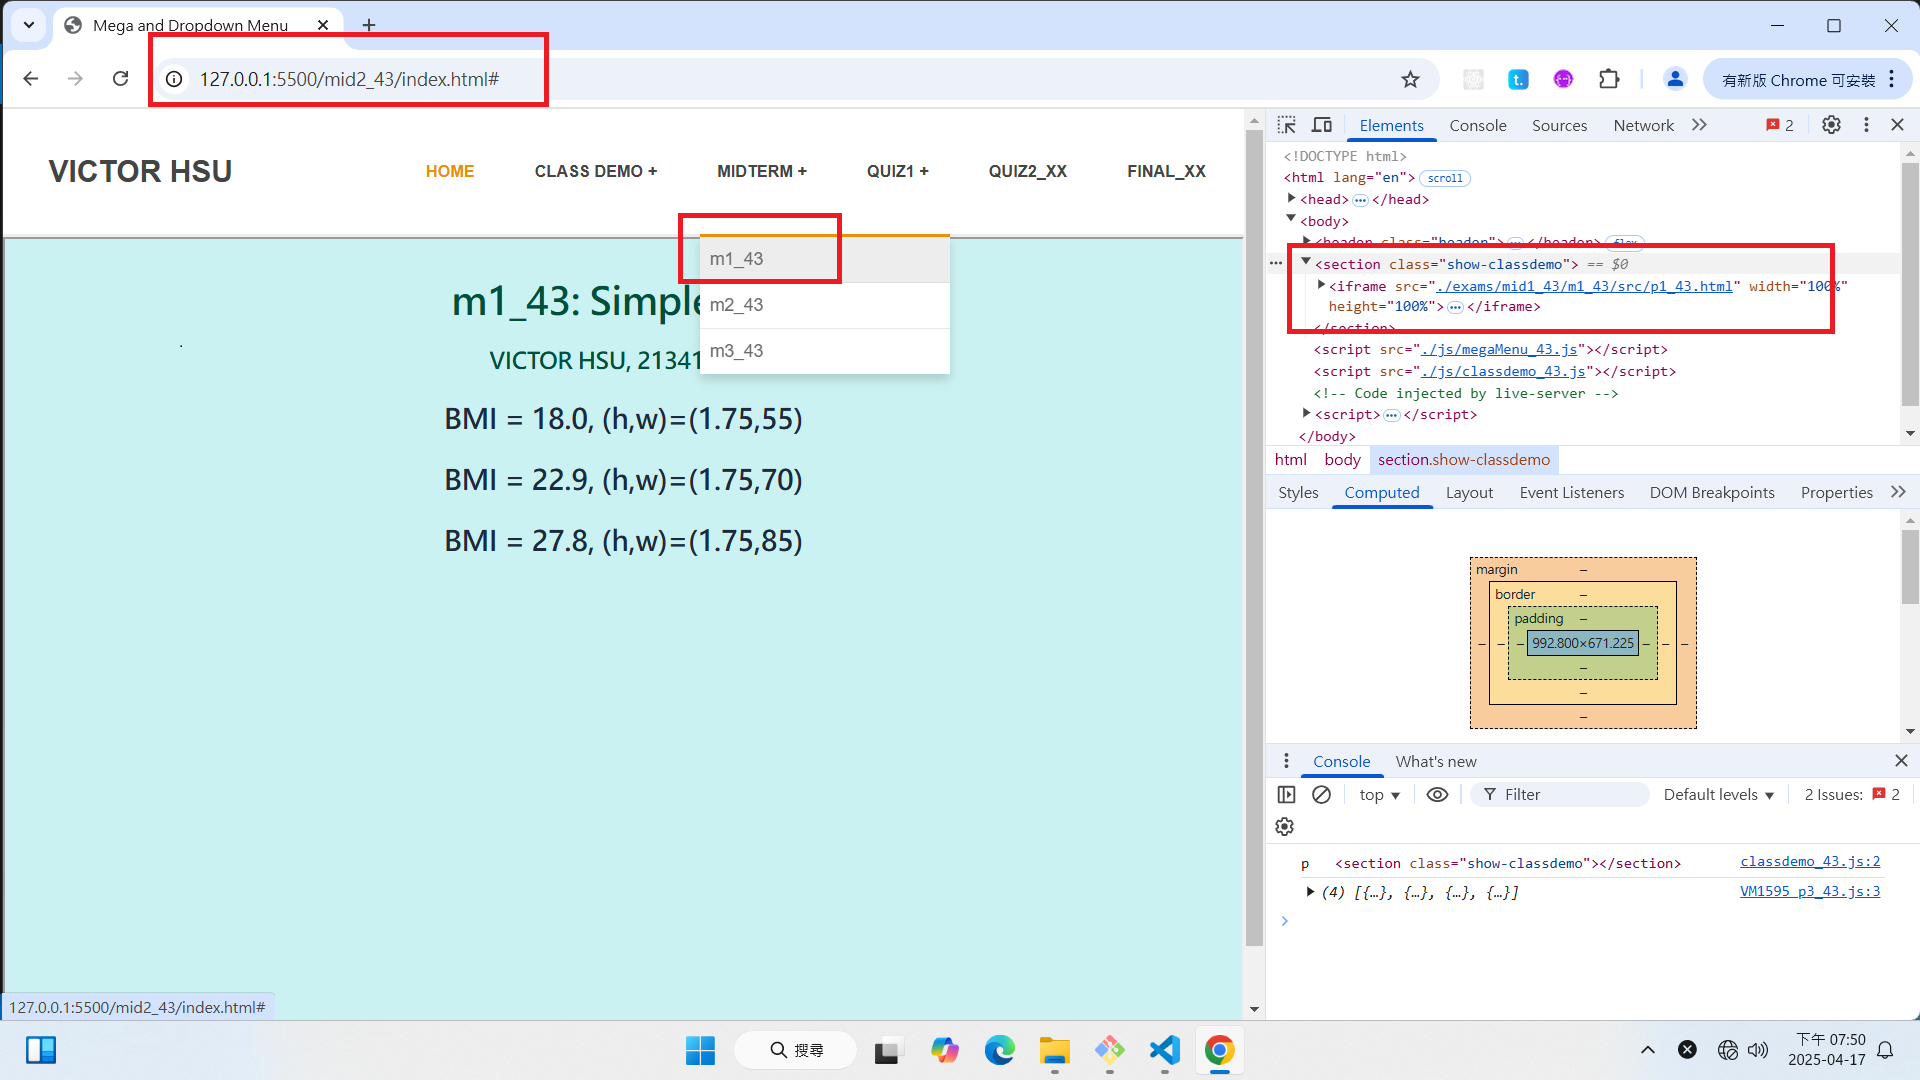 Mega and Dropdown Menu
127.0.0.1:5500/mid2_43/index.html#
有新版 Chrome 可安裝
VICTOR HSU
HOME
CLASS DEMO +
MIDTERM +
QUIZ1 +
QUIZ2_XX
FINAL_XX
m1_43
m2_43
m3_43
m1_43: Simple
VICTOR HSU, 21341
BMI = 18.0, (h,w)=(1.75,55)
BMI = 22.9, (h,w)=(1.75,70)
BMI = 27.8, (h,w)=(1.75,85)
127.0.0.1:5500/mid2_43/index.html#
Elements
Console
Sources
Network
2
<!DOCTYPE html>
<html lang="en"> scroll
<head> ••• </head>
<body>
<header class="header"> ••• </header> flex
<section class="show-classdemo"> == $0
<iframe src="./exams/mid1_43/m1_43/src/p1_43.html" width="100%"
height="100%"> ••• </iframe>
</section>
<script src="./js/megaMenu_43.js"></script>
<script src="./js/classdemo_43.js"></script>
<!-- Code injected by live-server -->
<script> ••• </script>
</body>
html body section.show-classdemo
Styles
Computed
Layout
Event Listeners
DOM Breakpoints
Properties
margin –
border –
padding –
– – – 992.800×671.225 – – –
–
–
–
Console
What's new
top
Filter
Default levels
2 Issues: 2
p <section class="show-classdemo"></section> classdemo_43.js:2
(4) [{…}, {…}, {…}, {…}] VM1595 p3_43.js:3
搜尋
下午 07:50
2025-04-17